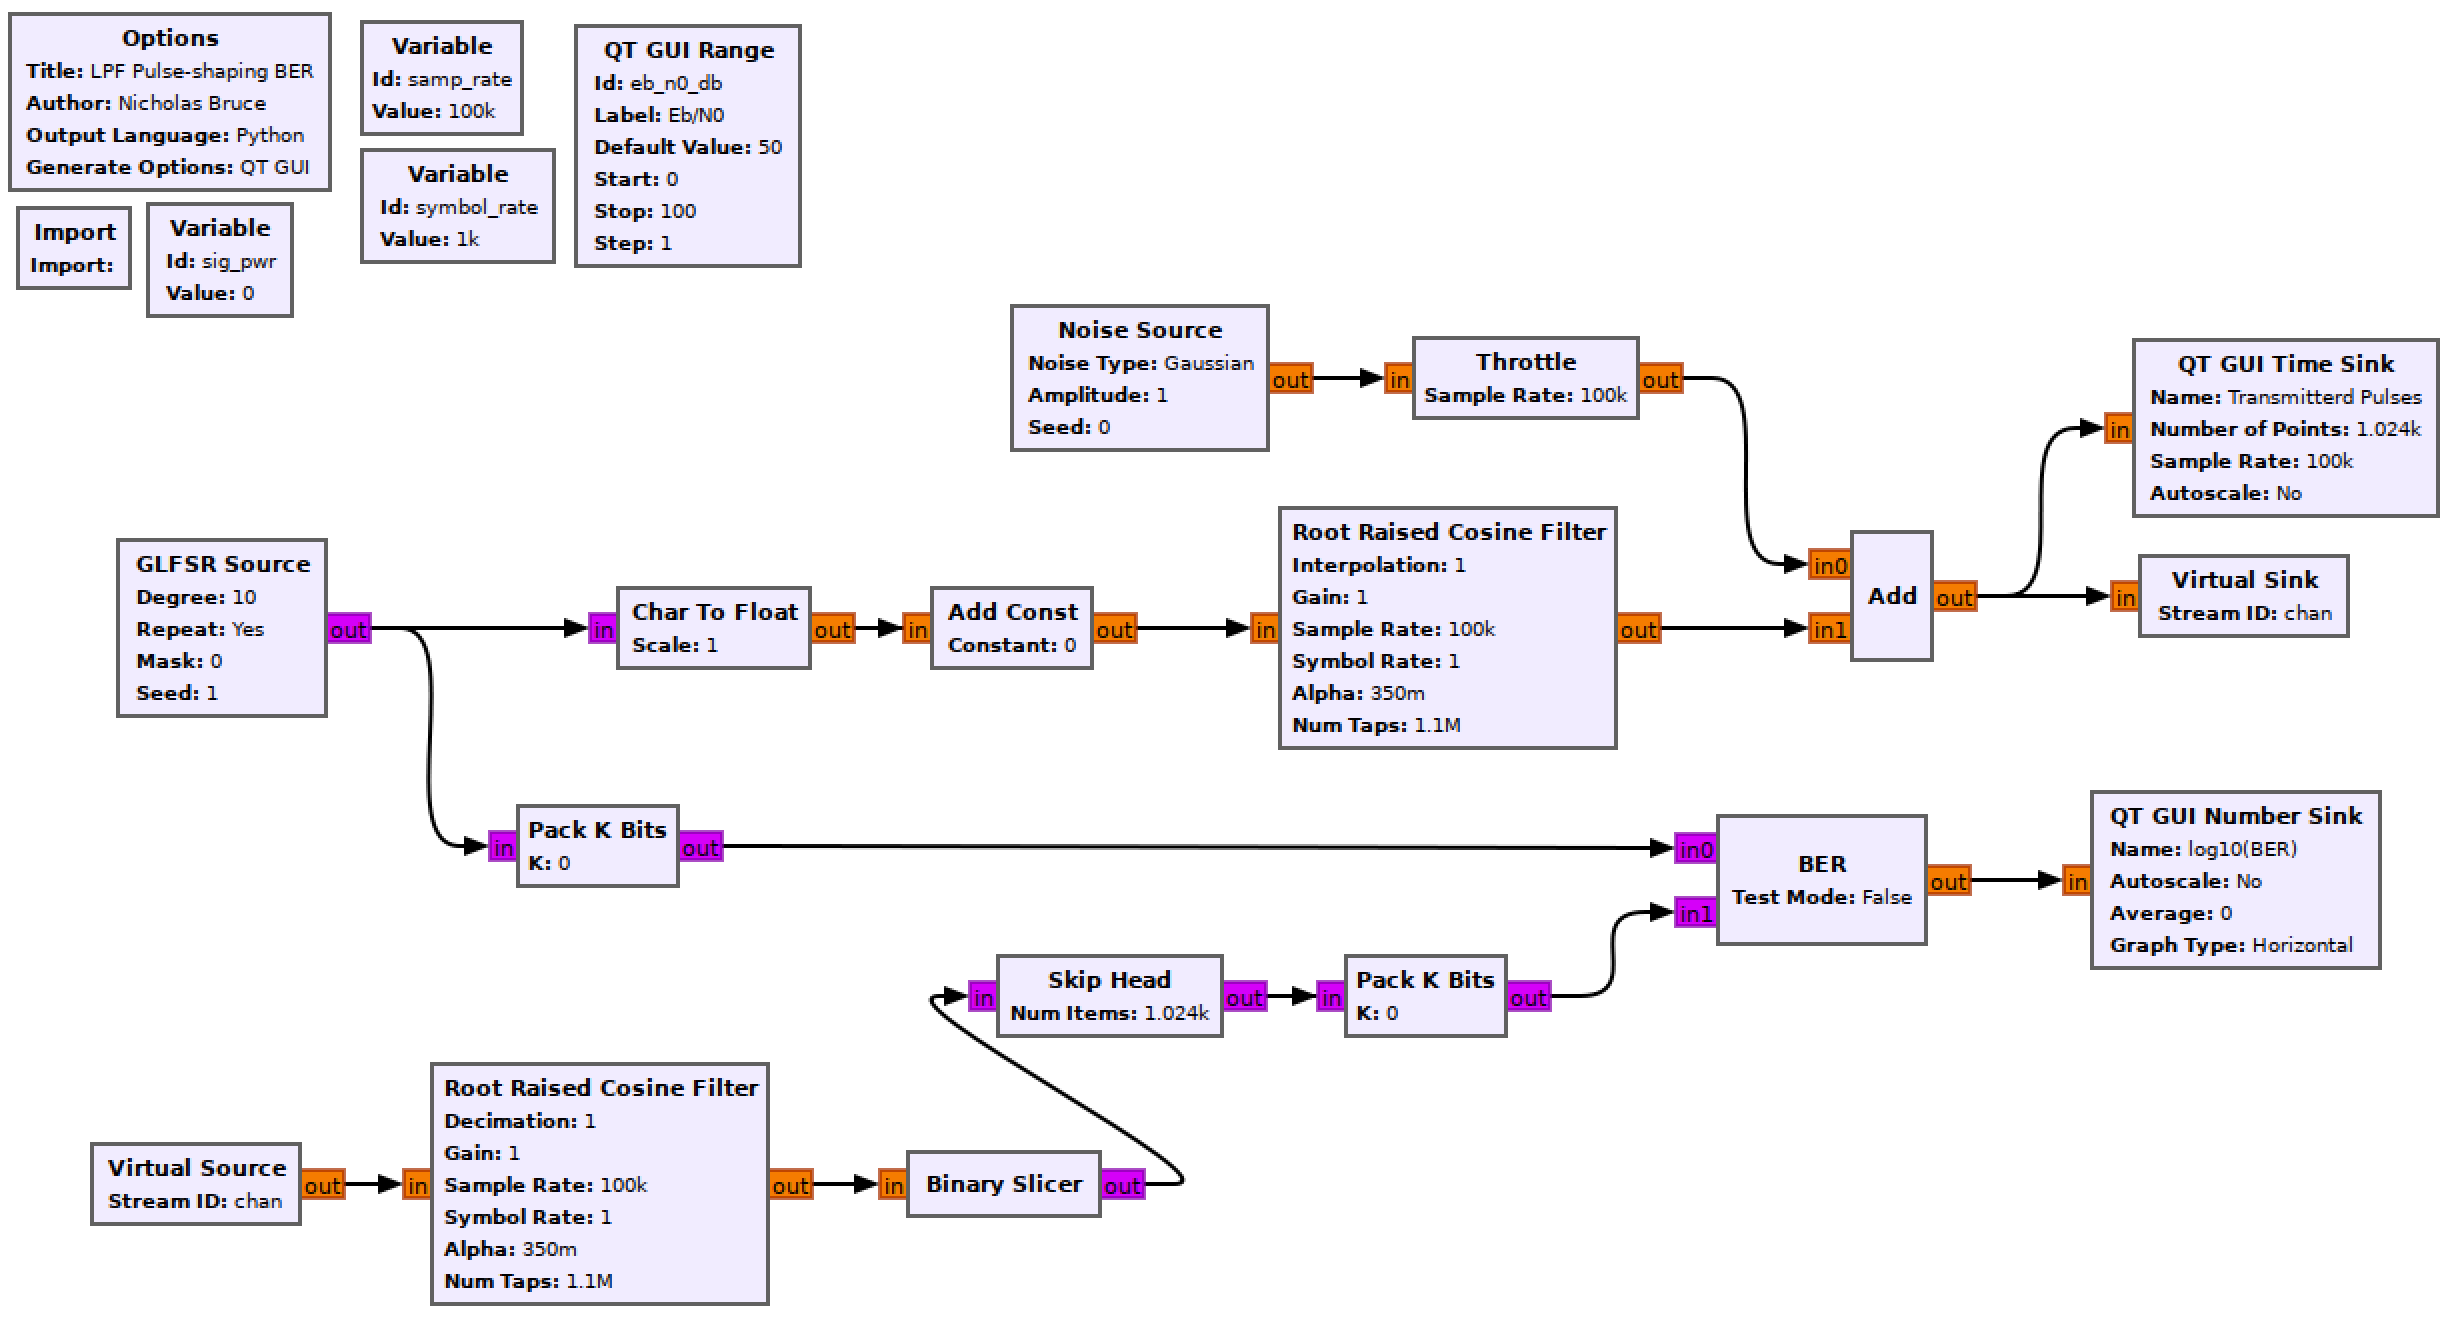 Options
Title: LPF Pulse-shaping BER
Author: Nicholas Bruce
Output Language: Python
Generate Options: QT GUI
Variable
Id: samp_rate
Value: 100k
Variable
Id: symbol_rate
Value: 1k
QT GUI Range
Id: eb_n0_db
Label: Eb/N0
Default Value: 50
Start: 0
Stop: 100
Step: 1
Import
Import:
Variable
Id: sig_pwr
Value: 0
Noise Source
Noise Type: Gaussian
Amplitude: 1
Seed: 0
out
in
Throttle
Sample Rate: 100k
out
in
QT GUI Time Sink
Name: Transmitterd Pulses
Number of Points: 1.024k
Sample Rate: 100k
Autoscale: No
GLFSR Source
Degree: 10
Repeat: Yes
Mask: 0
Seed: 1
out
in
Char To Float
Scale: 1
out
in
Add Const
Constant: 0
out
in
Root Raised Cosine Filter
Interpolation: 1
Gain: 1
Sample Rate: 100k
Symbol Rate: 1
Alpha: 350m
Num Taps: 1.1M
out
in0
in1
Add
out
in
Virtual Sink
Stream ID: chan
in
Pack K Bits
K: 0
out
in0
in1
BER
Test Mode: False
out
in
QT GUI Number Sink
Name: log10(BER)
Autoscale: No
Average: 0
Graph Type: Horizontal
in
Skip Head
Num Items: 1.024k
out
in
Pack K Bits
K: 0
out
Virtual Source
Stream ID: chan
out
in
Root Raised Cosine Filter
Decimation: 1
Gain: 1
Sample Rate: 100k
Symbol Rate: 1
Alpha: 350m
Num Taps: 1.1M
out
in
Binary Slicer
out